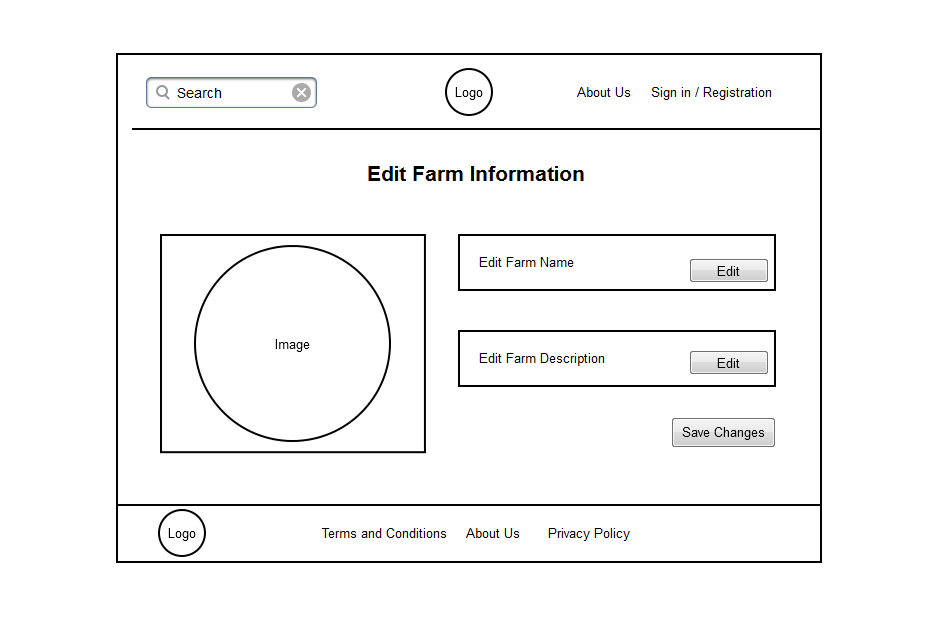 Search
Logo
About Us
Sign in / Registration
Edit Farm Information
Image
Edit Farm Name
Edit
Edit Farm Description
Edit
Save Changes
Logo
Terms and Conditions
About Us
Privacy Policy